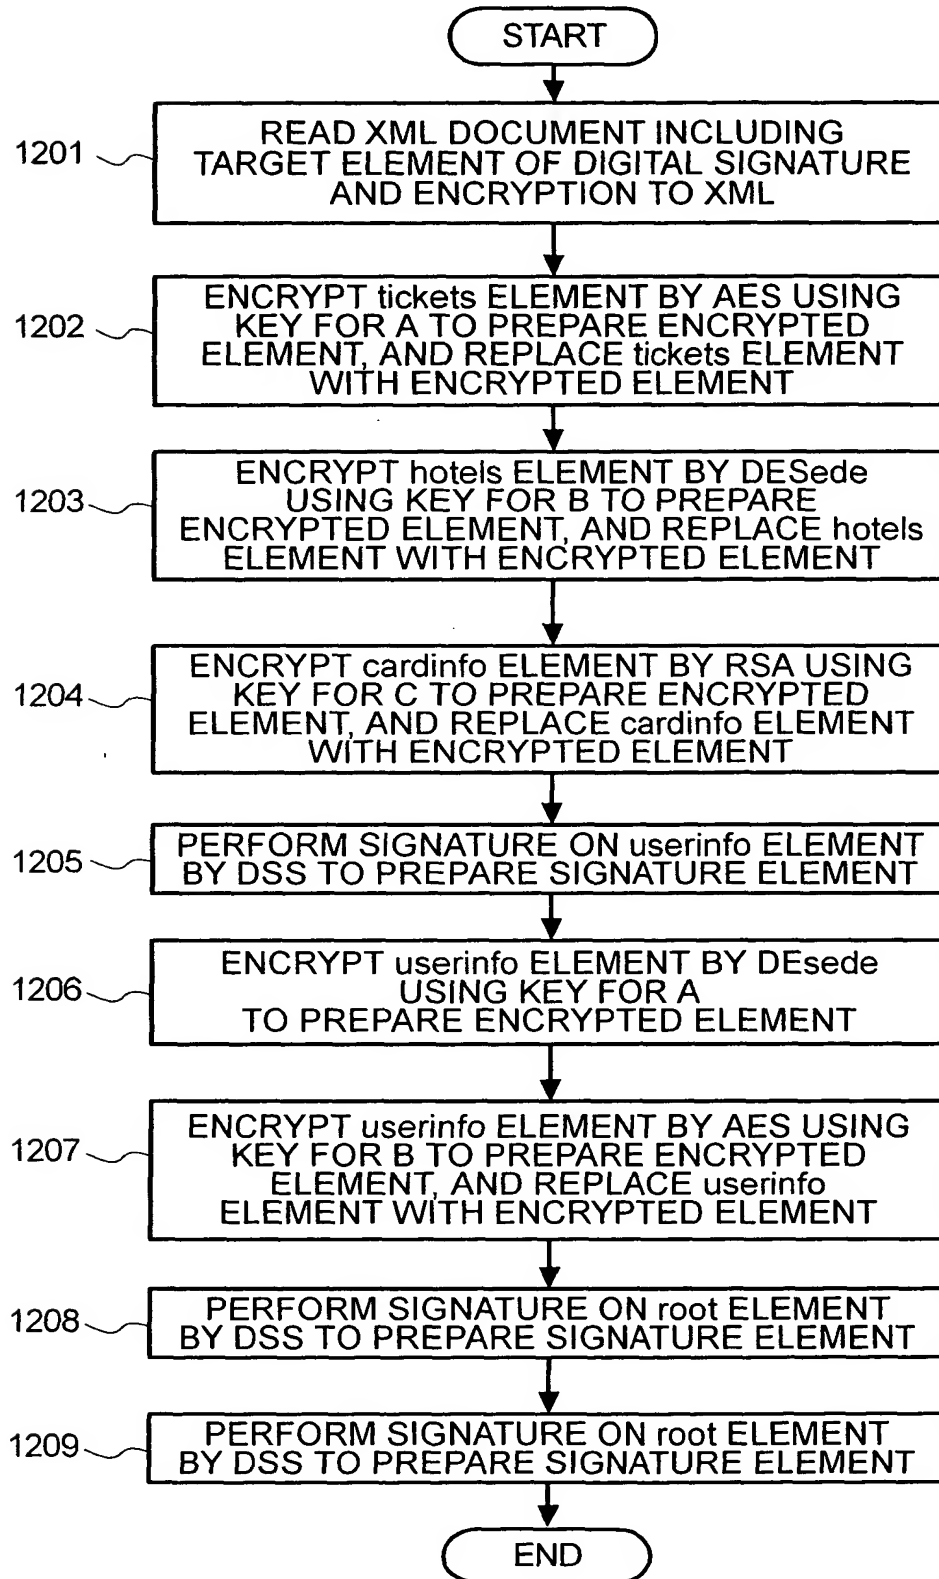 START
1201
READ XML DOCUMENT INCLUDING
TARGET ELEMENT OF DIGITAL SIGNATURE
AND ENCRYPTION TO XML
1202
ENCRYPT tickets ELEMENT BY AES USING
KEY FOR A TO PREPARE ENCRYPTED
ELEMENT, AND REPLACE tickets ELEMENT
WITH ENCRYPTED ELEMENT
1203
ENCRYPT hotels ELEMENT BY DESede
USING KEY FOR B TO PREPARE
ENCRYPTED ELEMENT, AND REPLACE hotels
ELEMENT WITH ENCRYPTED ELEMENT
1204
ENCRYPT cardinfo ELEMENT BY RSA USING
KEY FOR C TO PREPARE ENCRYPTED
ELEMENT, AND REPLACE cardinfo ELEMENT
WITH ENCRYPTED ELEMENT
1205
PERFORM SIGNATURE ON userinfo ELEMENT
BY DSS TO PREPARE SIGNATURE ELEMENT
1206
ENCRYPT userinfo ELEMENT BY DEsede
USING KEY FOR A
TO PREPARE ENCRYPTED ELEMENT
1207
ENCRYPT userinfo ELEMENT BY AES USING
KEY FOR B TO PREPARE ENCRYPTED
ELEMENT, AND REPLACE userinfo
ELEMENT WITH ENCRYPTED ELEMENT
1208
PERFORM SIGNATURE ON root ELEMENT
BY DSS TO PREPARE SIGNATURE ELEMENT
1209
PERFORM SIGNATURE ON root ELEMENT
BY DSS TO PREPARE SIGNATURE ELEMENT
END